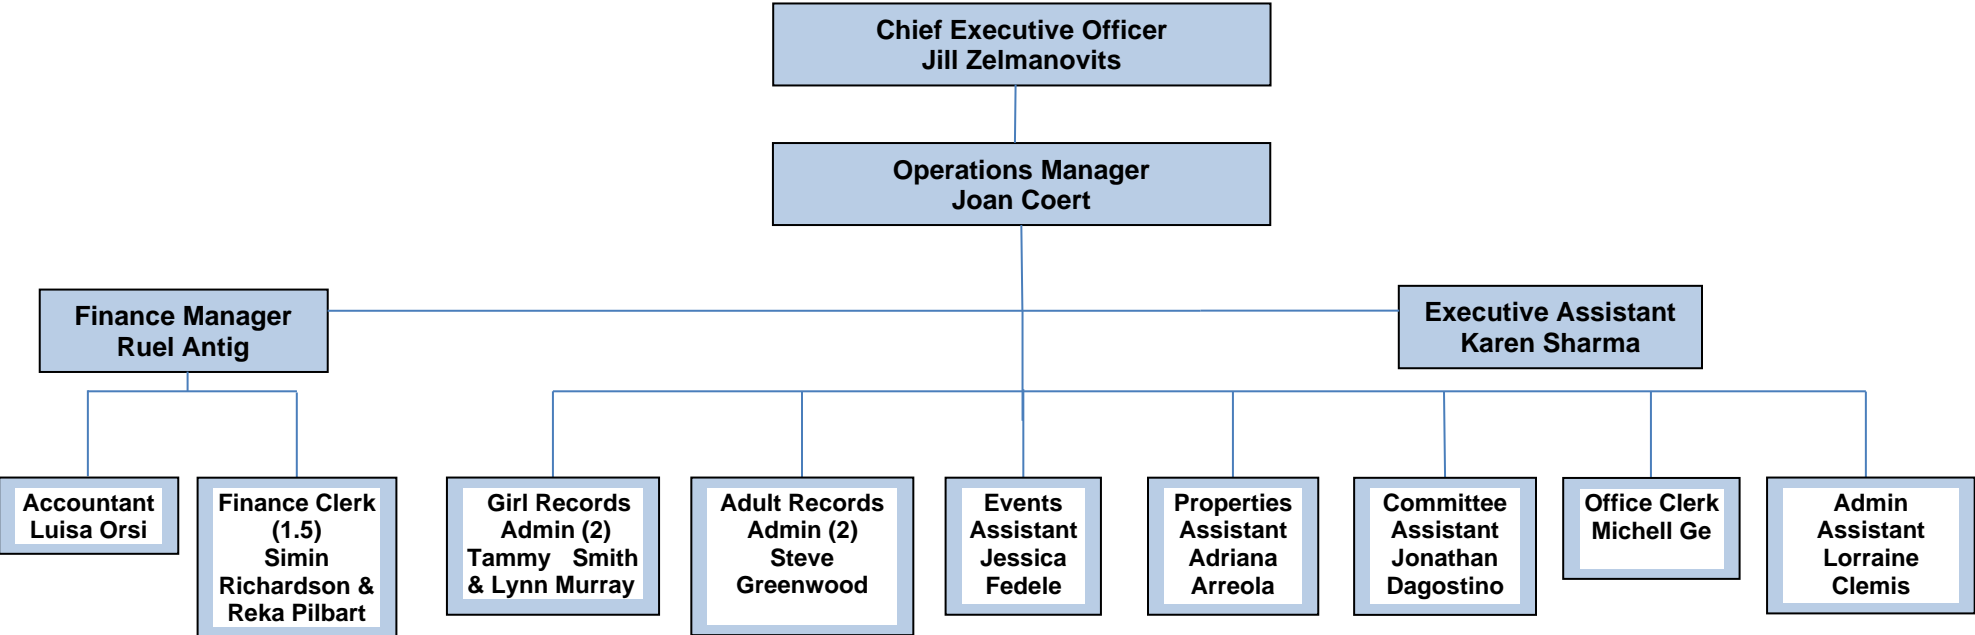 Chief Executive Officer
Jill Zelmanovits
Operations Manager
Joan Coert
Finance Manager
Ruel Antig
Executive Assistant
Karen Sharma
Accountant
Luisa Orsi
Finance Clerk
(1.5)
Simin
Richardson &
Reka Pilbart
Girl Records
Admin (2)
Tammy Smith
& Lynn Murray
Adult Records
Admin (2)
Steve
Greenwood
Events
Assistant
Jessica
Fedele
Properties
Assistant
Adriana
Arreola
Committee
Assistant
Jonathan
Dagostino
Office Clerk
Michell Ge
Admin
Assistant
Lorraine
Clemis